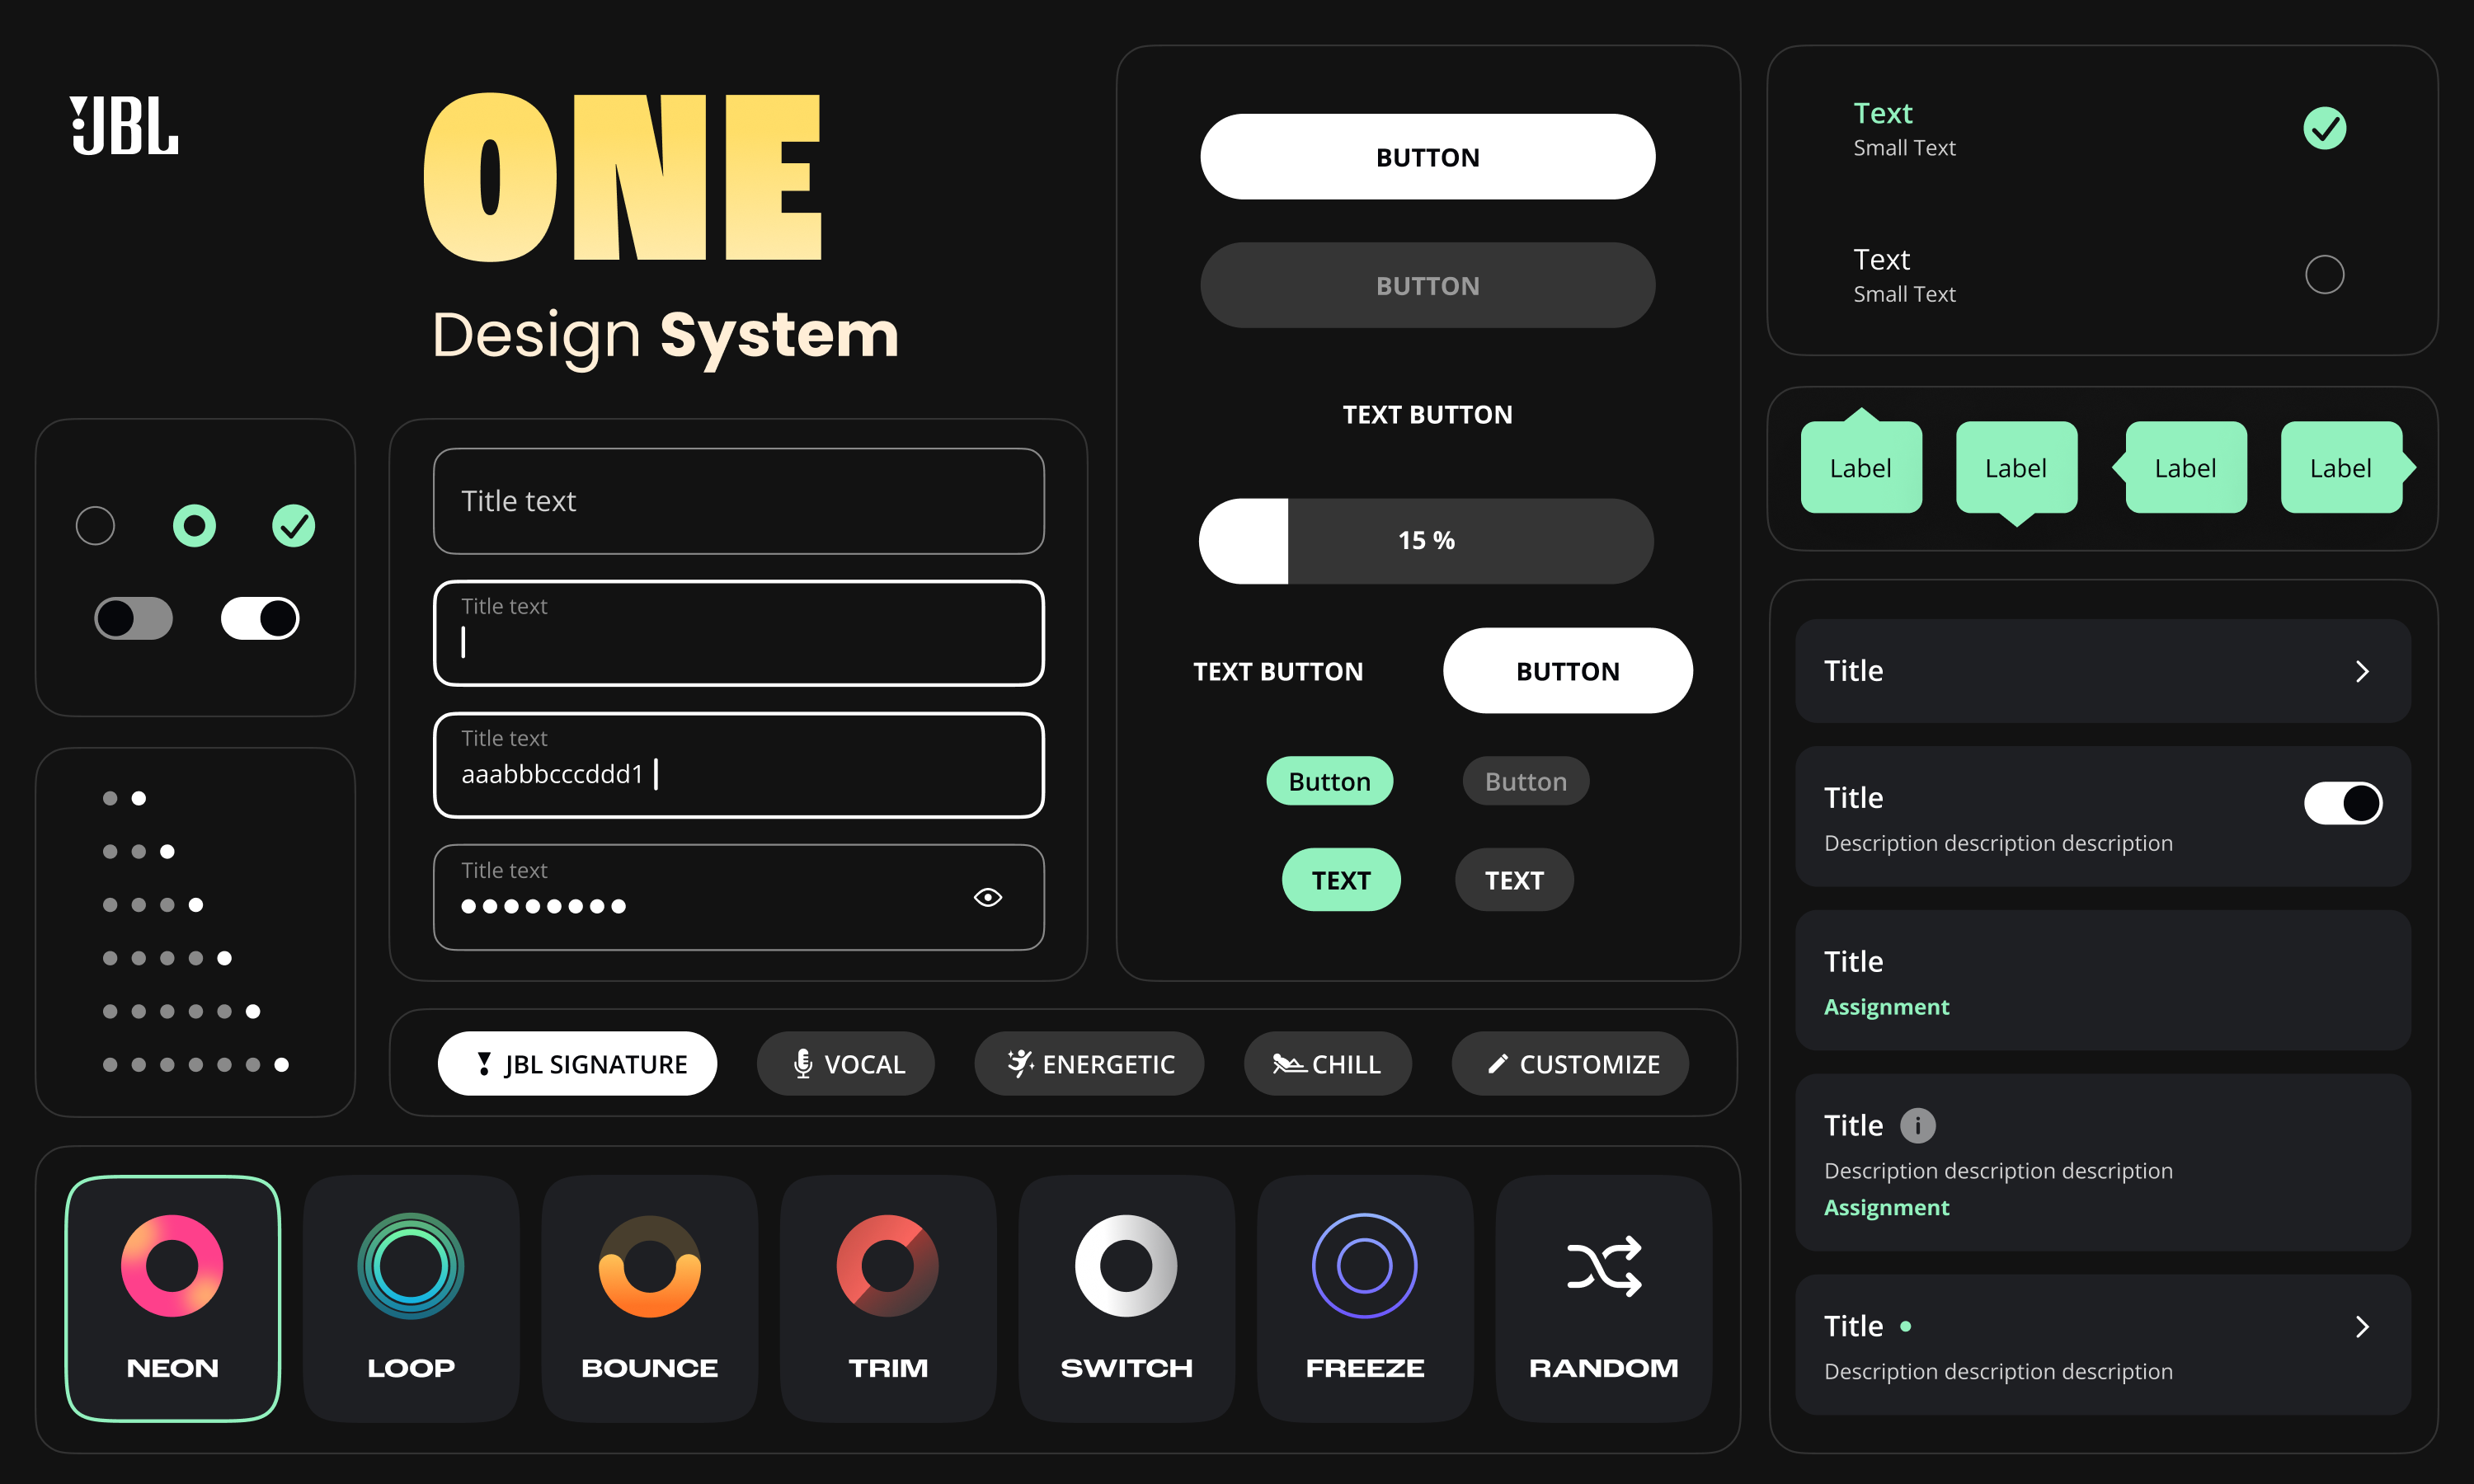 JBL
ONE
Design System
Title text
Title text
Title text
aaabbbcccddd1
Title text
BUTTON
BUTTON
TEXT BUTTON
15 %
TEXT BUTTON
BUTTON
Button
Button
TEXT
TEXT
Text
Small Text
Text
Small Text
Label
Label
Label
Label
Title
Title
Description description description
Title
Assignment
Title
Description description description
Assignment
Title
Description description description
JBL SIGNATURE
VOCAL
ENERGETIC
CHILL
CUSTOMIZE
NEON
LOOP
BOUNCE
TRIM
SWITCH
FREEZE
RANDOM